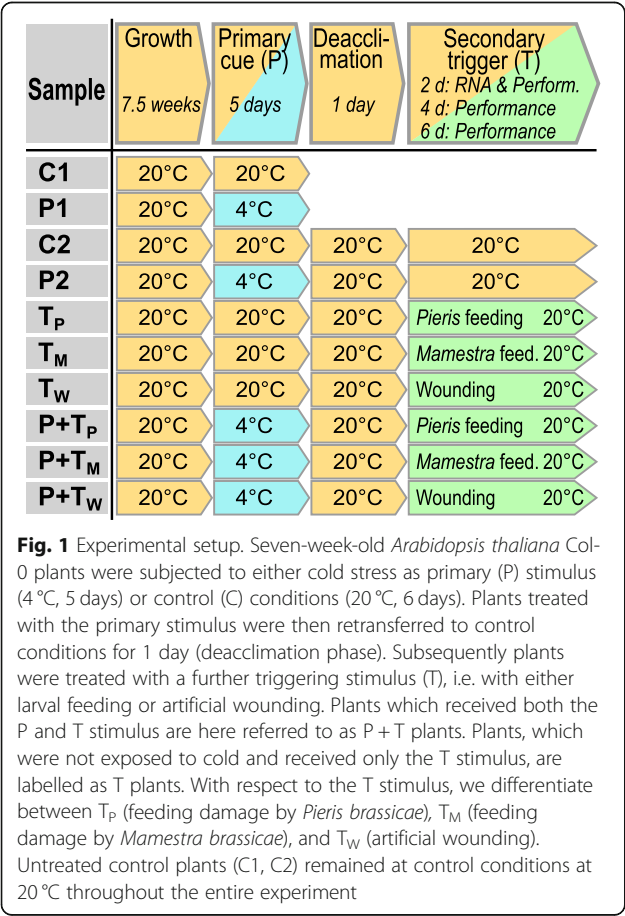 Sample
Growth
7.5 weeks
Primary
cue (P)
5 days
Deaccli-
mation
1 day
Secondary
trigger (T)
2 d: RNA & Perform.
4 d: Performance
6 d: Performance
C1 20°C 20°C
P1 20°C 4°C
C2 20°C 20°C 20°C 20°C
P2 20°C 4°C 20°C 20°C
TP 20°C 20°C 20°C Pieris feeding 20°C
TM 20°C 20°C 20°C Mamestra feed. 20°C
TW 20°C 20°C 20°C Wounding 20°C
P+TP 20°C 4°C 20°C Pieris feeding 20°C
P+TM 20°C 4°C 20°C Mamestra feed. 20°C
P+TW 20°C 4°C 20°C Wounding 20°C
Fig. 1 Experimental setup. Seven-week-old Arabidopsis thaliana Col-
0 plants were subjected to either cold stress as primary (P) stimulus
(4 °C, 5 days) or control (C) conditions (20 °C, 6 days). Plants treated
with the primary stimulus were then retransferred to control
conditions for 1 day (deacclimation phase). Subsequently plants
were treated with a further triggering stimulus (T), i.e. with either
larval feeding or artificial wounding. Plants which received both the
P and T stimulus are here referred to as P + T plants. Plants, which
were not exposed to cold and received only the T stimulus, are
labelled as T plants. With respect to the T stimulus, we differentiate
between TP (feeding damage by Pieris brassicae), TM (feeding
damage by Mamestra brassicae), and TW (artificial wounding).
Untreated control plants (C1, C2) remained at control conditions at
20 °C throughout the entire experiment